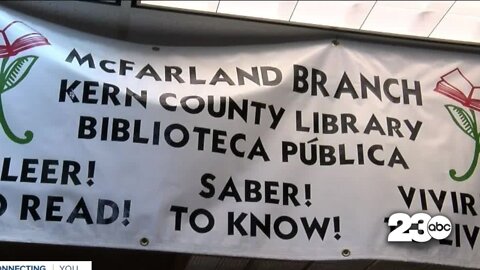 McFARLAND BRANCH
KERN COUNTY LIBRARY
BIBLIOTECA PÚBLICA
LEER!
READ!
SABER!
TO KNOW!
VIVIR
23 abc
CONNECTING | YOU